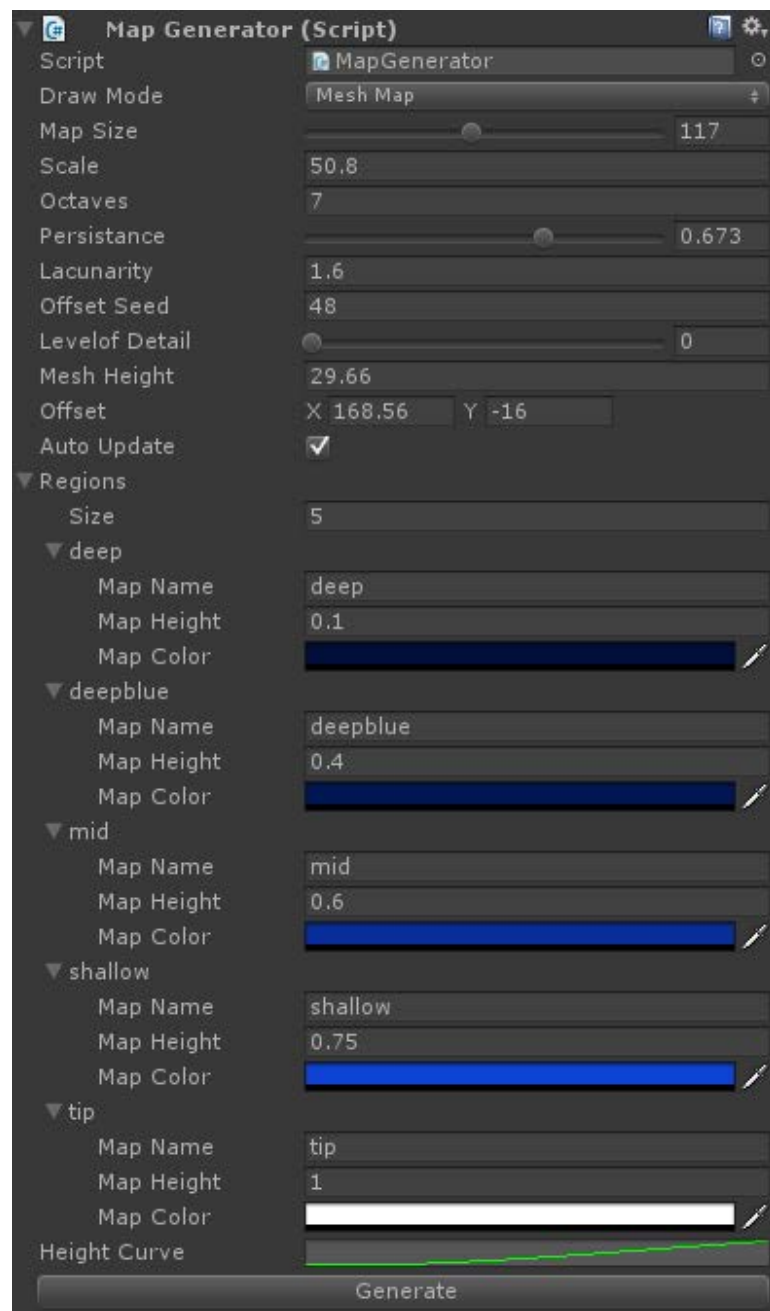 Map Generator (Script)
Script MapGenerator
Draw Mode Mesh Map
Map Size 117
Scale 50.8
Octaves 7
Persistance 0.673
Lacunarity 1.6
Offset Seed 48
Levelof Detail 0
Mesh Height 29.66
Offset X 168.56 Y -16
Auto Update
Regions
Size 5
deep
Map Name deep
Map Height 0.1
Map Color
deepblue
Map Name deepblue
Map Height 0.4
Map Color
mid
Map Name mid
Map Height 0.6
Map Color
shallow
Map Name shallow
Map Height 0.75
Map Color
tip
Map Name tip
Map Height 1
Map Color
Height Curve
Generate